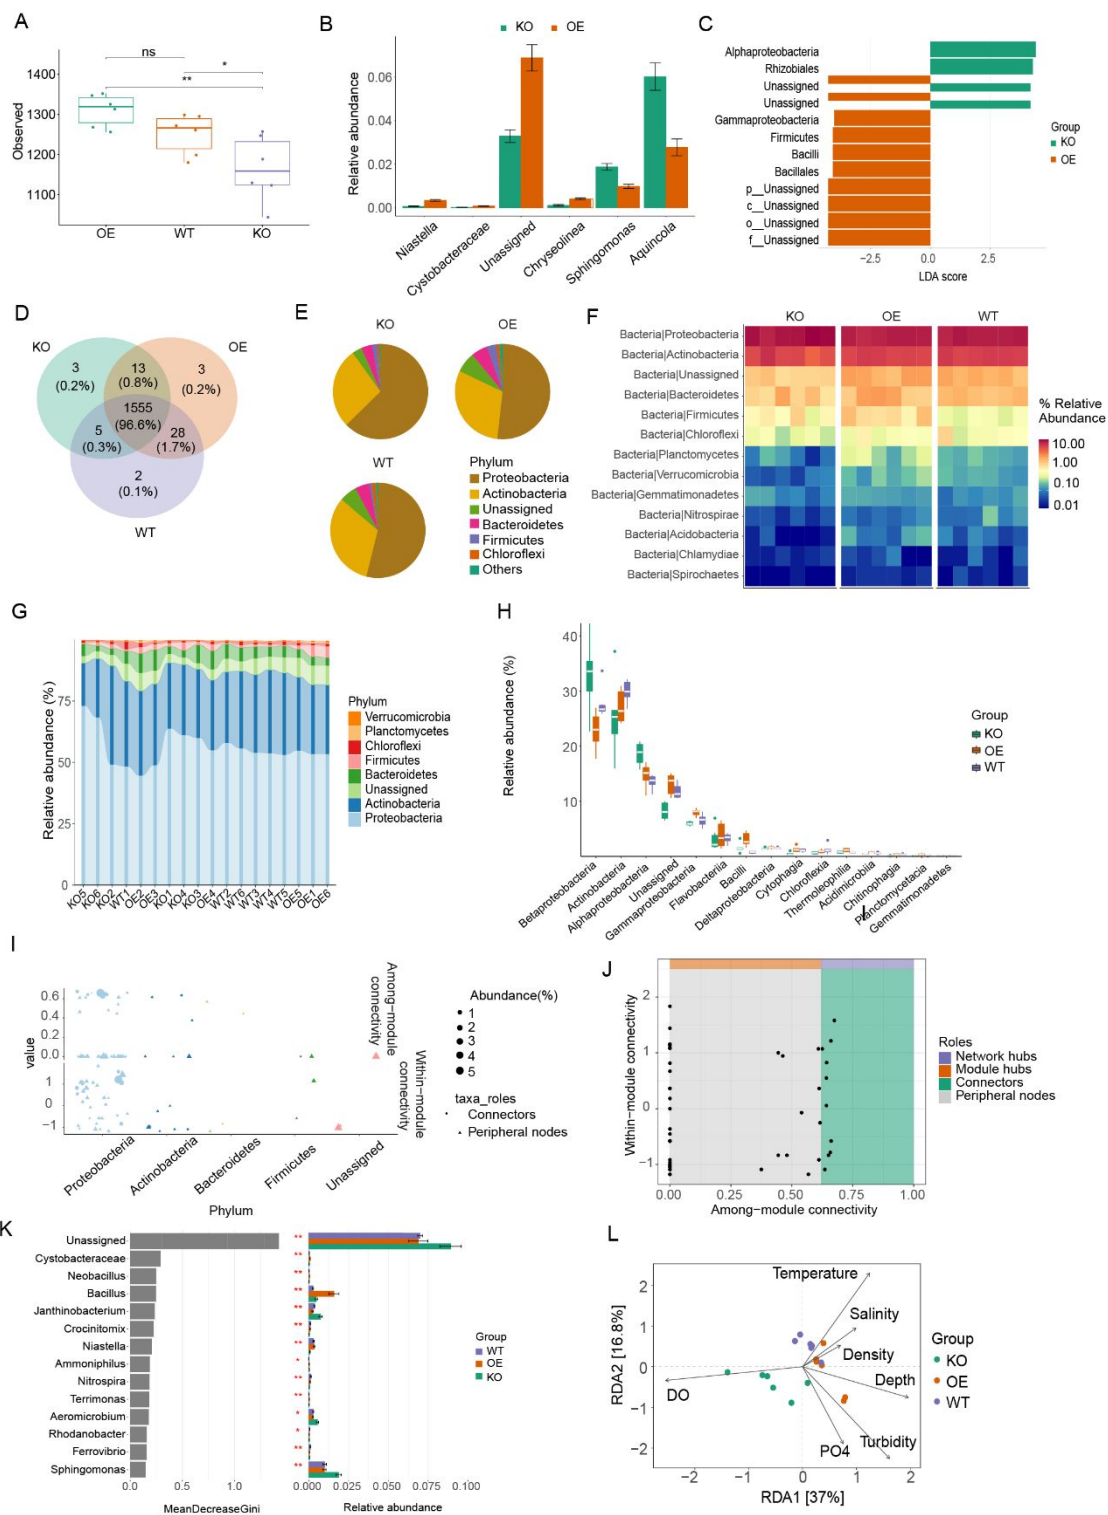 A
ns
*
**
1400
1300
1200
1100
Observed
OE
WT
KO
B
KO
OE
0.06
0.04
0.02
0.00
Relative abundance
Niastella
Cystobacteraceae
Unassigned
Chryseolinea
Sphingomonas
Aquincola
C
Alphaproteobacteria
Rhizobiales
Unassigned
Unassigned
Gammaproteobacteria
Firmicutes
Bacilli
Bacillales
p__Unassigned
c__Unassigned
o__Unassigned
f__Unassigned
−2.5
0
2.5
LDA score
Group
KO
OE
D
KO
OE
WT
3
(0.2%)
13
(0.8%)
3
(0.2%)
1555
(96.6%)
5
(0.3%)
28
(1.7%)
2
(0.1%)
E
KO
OE
WT
Phylum
Proteobacteria
Actinobacteria
Unassigned
Bacteroidetes
Firmicutes
Chloroflexi
Others
F
KO
OE
WT
Bacteria|Proteobacteria
Bacteria|Actinobacteria
Bacteria|Unassigned
Bacteria|Bacteroidetes
Bacteria|Firmicutes
Bacteria|Chloroflexi
Bacteria|Planctomycetes
Bacteria|Verrucomicrobia
Bacteria|Gemmatimonadetes
Bacteria|Nitrospirae
Bacteria|Acidobacteria
Bacteria|Chlamydiae
Bacteria|Spirochaetes
% Relative
Abundance
10.00
1.00
0.10
0.01
G
75
50
25
0
Relative abundance (%)
KO5
KO6
KO2
WT1
OE2
OE3
KO1
KO4
KO3
OE4
WT2
WT6
WT3
WT4
WT5
OE5
OE1
OE6
Phylum
Verrucomicrobia
Planctomycetes
Chloroflexi
Firmicutes
Bacteroidetes
Unassigned
Actinobacteria
Proteobacteria
H
40
30
20
10
Relative abundance (%)
Betaproteobacteria
Actinobacteria
Alphaproteobacteria
Unassigned
Gammaproteobacteria
Flavobacteria
Bacilli
Deltaproteobacteria
Cytophagia
Chloroflexia
Thermoleophilia
Acidimicrobiia
Chitinophagia
Planctomycetacia
Gemmatimonadetes
Group
KO
OE
WT
I
0.6
0.4
0.2
0.0
1
0
−1
value
Among−module
connectivity
Within−module
connectivity
Proteobacteria
Actinobacteria
Bacteroidetes
Firmicutes
Unassigned
Phylum
Abundance(%)
1
2
3
4
5
taxa_roles
Connectors
Peripheral nodes
J
2
1
0
−1
Within−module connectivity
0.00
0.25
0.50
0.75
1.00
Among−module connectivity
Roles
Network hubs
Module hubs
Connectors
Peripheral nodes
K
Unassigned **
Cystobacteraceae **
Neobacillus **
Bacillus **
Janthinobacterium **
Crocinitomix **
Niastella **
Ammoniphilus *
Nitrospira **
Terrimonas **
Aeromicrobium *
Rhodanobacter *
Ferrovibrio **
Sphingomonas **
0.0 0.5 1.0
MeanDecreaseGini
0.000 0.025 0.050 0.075 0.100
Relative abundance
Group
WT
OE
KO
L
2
1
0
−1
−2
RDA2 [16.8%]
Temperature
Salinity
Density
Depth
DO
PO4
Turbidity
−2 −1 0 1 2
RDA1 [37%]
Group
KO
OE
WT